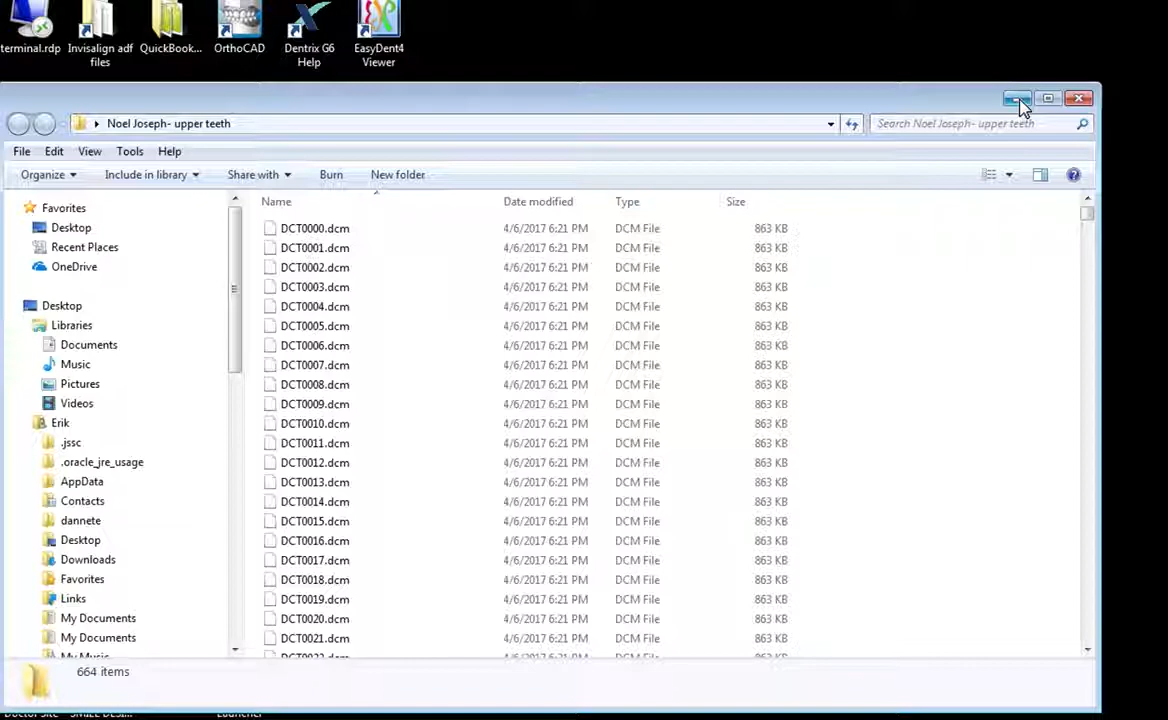 terminal.rdp Invisalign adf files QuickBook... OrthoCAD Dentrix G6 Help EasyDent4 Viewer
Noel Joseph- upper teeth Search Noel Joseph- upper teeth
File Edit View Tools Help
Organize Include in library Share with Burn New folder
Name Date modified Type Size
Favorites
Desktop
Recent Places
OneDrive
Desktop
Libraries
Documents
Music
Pictures
Videos
Erik
.jssc
.oracle_jre_usage
AppData
Contacts
dannete
Desktop
Downloads
Favorites
Links
My Documents
My Documents
My Music
DCT0000.dcm 4/6/2017 6:21 PM DCM File 863 KB
DCT0001.dcm 4/6/2017 6:21 PM DCM File 863 KB
DCT0002.dcm 4/6/2017 6:21 PM DCM File 863 KB
DCT0003.dcm 4/6/2017 6:21 PM DCM File 863 KB
DCT0004.dcm 4/6/2017 6:21 PM DCM File 863 KB
DCT0005.dcm 4/6/2017 6:21 PM DCM File 863 KB
DCT0006.dcm 4/6/2017 6:21 PM DCM File 863 KB
DCT0007.dcm 4/6/2017 6:21 PM DCM File 863 KB
DCT0008.dcm 4/6/2017 6:21 PM DCM File 863 KB
DCT0009.dcm 4/6/2017 6:21 PM DCM File 863 KB
DCT0010.dcm 4/6/2017 6:21 PM DCM File 863 KB
DCT0011.dcm 4/6/2017 6:21 PM DCM File 863 KB
DCT0012.dcm 4/6/2017 6:21 PM DCM File 863 KB
DCT0013.dcm 4/6/2017 6:21 PM DCM File 863 KB
DCT0014.dcm 4/6/2017 6:21 PM DCM File 863 KB
DCT0015.dcm 4/6/2017 6:21 PM DCM File 863 KB
DCT0016.dcm 4/6/2017 6:21 PM DCM File 863 KB
DCT0017.dcm 4/6/2017 6:21 PM DCM File 863 KB
DCT0018.dcm 4/6/2017 6:21 PM DCM File 863 KB
DCT0019.dcm 4/6/2017 6:21 PM DCM File 863 KB
DCT0020.dcm 4/6/2017 6:21 PM DCM File 863 KB
DCT0021.dcm 4/6/2017 6:21 PM DCM File 863 KB
664 items